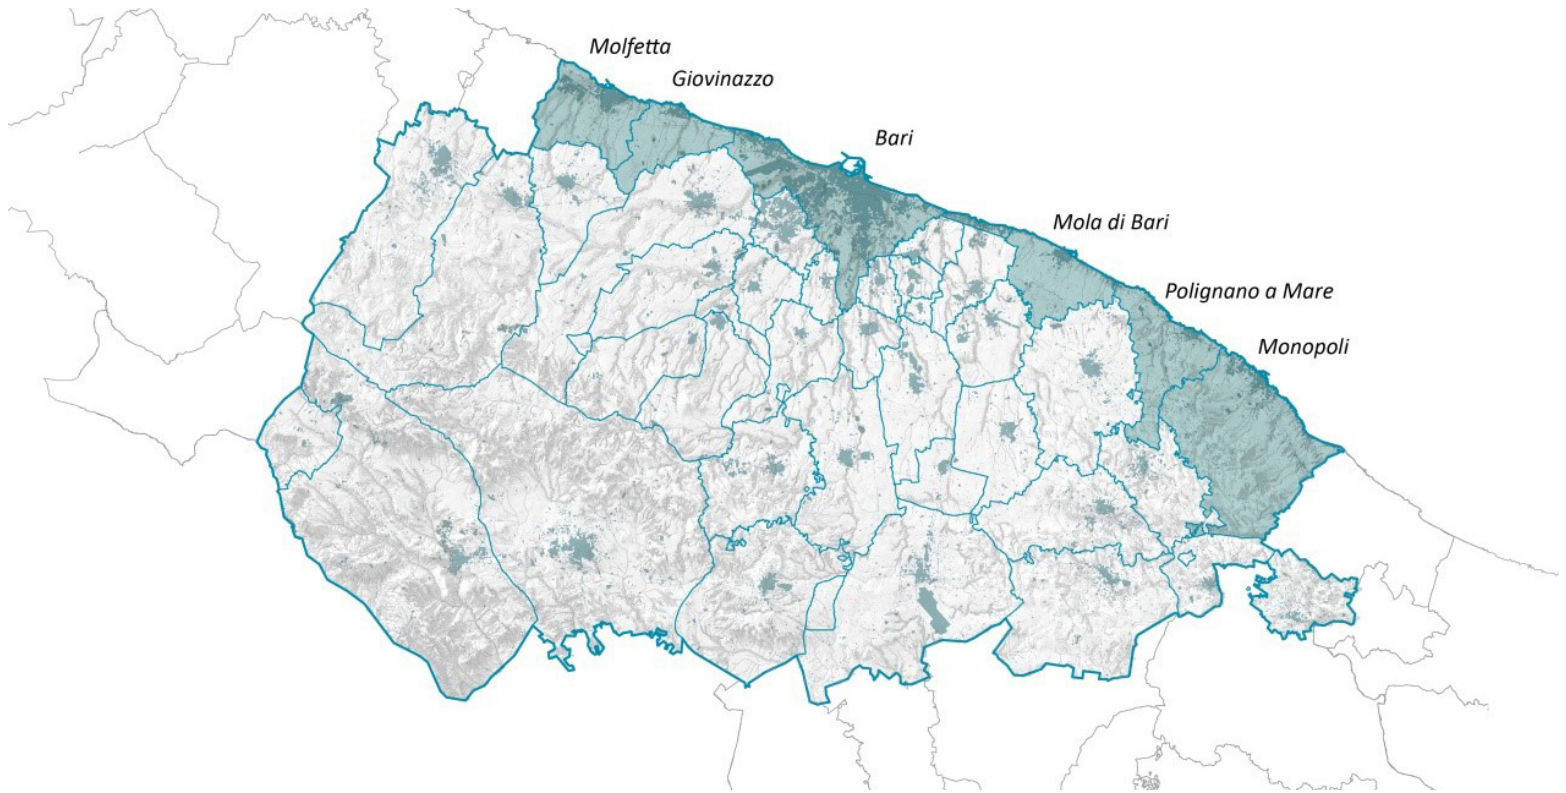 Molfetta
Giovinazzo
Bari
Mola di Bari
Polignano a Mare
Monopoli